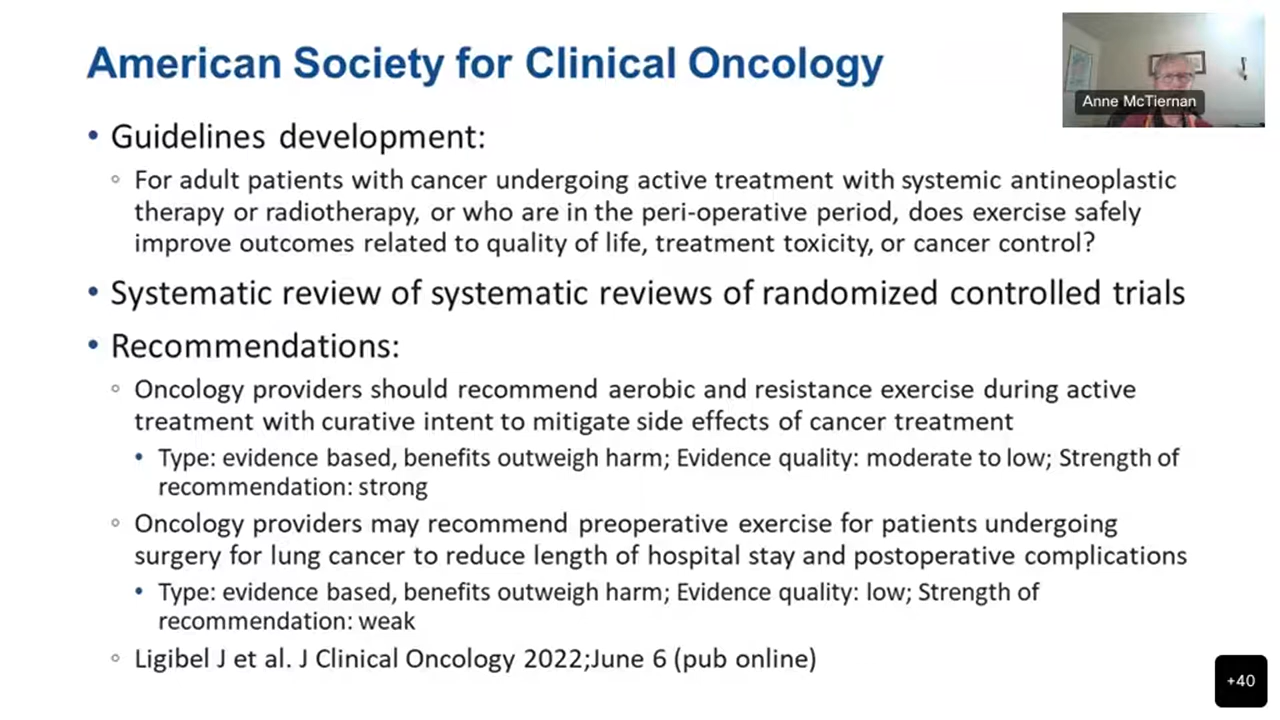 American Society for Clinical Oncology
Anne McTiernan
• Guidelines development:
◦ For adult patients with cancer undergoing active treatment with systemic antineoplastic
therapy or radiotherapy, or who are in the peri-operative period, does exercise safely
improve outcomes related to quality of life, treatment toxicity, or cancer control?
• Systematic review of systematic reviews of randomized controlled trials
• Recommendations:
◦ Oncology providers should recommend aerobic and resistance exercise during active
treatment with curative intent to mitigate side effects of cancer treatment
• Type: evidence based, benefits outweigh harm; Evidence quality: moderate to low; Strength of
recommendation: strong
◦ Oncology providers may recommend preoperative exercise for patients undergoing
surgery for lung cancer to reduce length of hospital stay and postoperative complications
• Type: evidence based, benefits outweigh harm; Evidence quality: low; Strength of
recommendation: weak
◦ Ligibel J et al. J Clinical Oncology 2022;June 6 (pub online)
+40